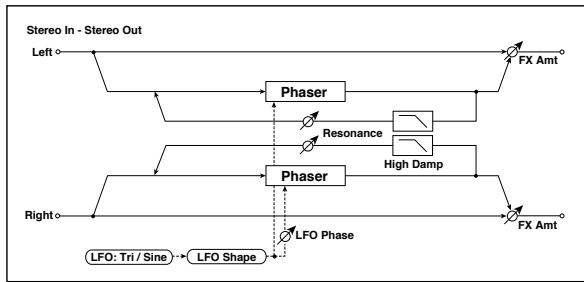 Stereo In - Stereo Out
Left
FX Amt
Phaser
Resonance
High Damp
Phaser
Right
LFO Phase
FX Amt
LFO: Tri / Sine
LFO Shape